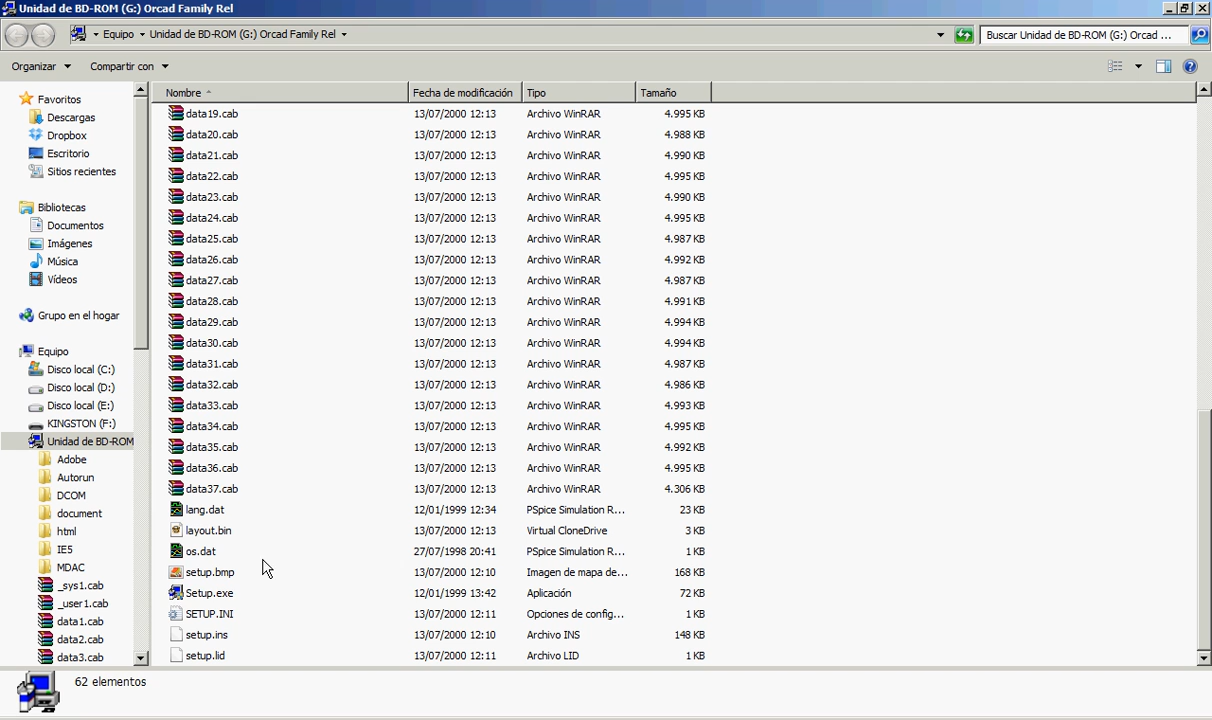 Unidad de BD-ROM (G:) Orcad Family Rel
Equipo Unidad de BD-ROM (G:) Orcad Family Rel
Buscar Unidad de BD-ROM (G:) Orcad ...
Organizar Compartir con
Favoritos
Descargas
Dropbox
Escritorio
Sitios recientes
Bibliotecas
Documentos
Imágenes
Música
Vídeos
Grupo en el hogar
Equipo
Disco local (C:)
Disco local (D:)
Disco local (E:)
KINGSTON (F:)
Unidad de BD-ROM
Adobe
Autorun
DCOM
document
html
IE5
MDAC
_sys1.cab
_user1.cab
data1.cab
data2.cab
data3.cab
Nombre Fecha de modificación Tipo Tamaño
data19.cab 13/07/2000 12:13 Archivo WinRAR 4.995 KB
data20.cab 13/07/2000 12:13 Archivo WinRAR 4.988 KB
data21.cab 13/07/2000 12:13 Archivo WinRAR 4.990 KB
data22.cab 13/07/2000 12:13 Archivo WinRAR 4.995 KB
data23.cab 13/07/2000 12:13 Archivo WinRAR 4.990 KB
data24.cab 13/07/2000 12:13 Archivo WinRAR 4.995 KB
data25.cab 13/07/2000 12:13 Archivo WinRAR 4.987 KB
data26.cab 13/07/2000 12:13 Archivo WinRAR 4.992 KB
data27.cab 13/07/2000 12:13 Archivo WinRAR 4.987 KB
data28.cab 13/07/2000 12:13 Archivo WinRAR 4.991 KB
data29.cab 13/07/2000 12:13 Archivo WinRAR 4.994 KB
data30.cab 13/07/2000 12:13 Archivo WinRAR 4.994 KB
data31.cab 13/07/2000 12:13 Archivo WinRAR 4.987 KB
data32.cab 13/07/2000 12:13 Archivo WinRAR 4.986 KB
data33.cab 13/07/2000 12:13 Archivo WinRAR 4.993 KB
data34.cab 13/07/2000 12:13 Archivo WinRAR 4.995 KB
data35.cab 13/07/2000 12:13 Archivo WinRAR 4.992 KB
data36.cab 13/07/2000 12:13 Archivo WinRAR 4.995 KB
data37.cab 13/07/2000 12:13 Archivo WinRAR 4.306 KB
lang.dat 12/01/1999 12:34 PSpice Simulation R... 23 KB
layout.bin 13/07/2000 12:13 Virtual CloneDrive 3 KB
os.dat 27/07/1998 20:41 PSpice Simulation R... 1 KB
setup.bmp 13/07/2000 12:10 Imagen de mapa de... 168 KB
Setup.exe 12/01/1999 13:42 Aplicación 72 KB
SETUP.INI 13/07/2000 12:11 Opciones de config... 1 KB
setup.ins 13/07/2000 12:10 Archivo INS 148 KB
setup.lid 13/07/2000 12:11 Archivo LID 1 KB
62 elementos